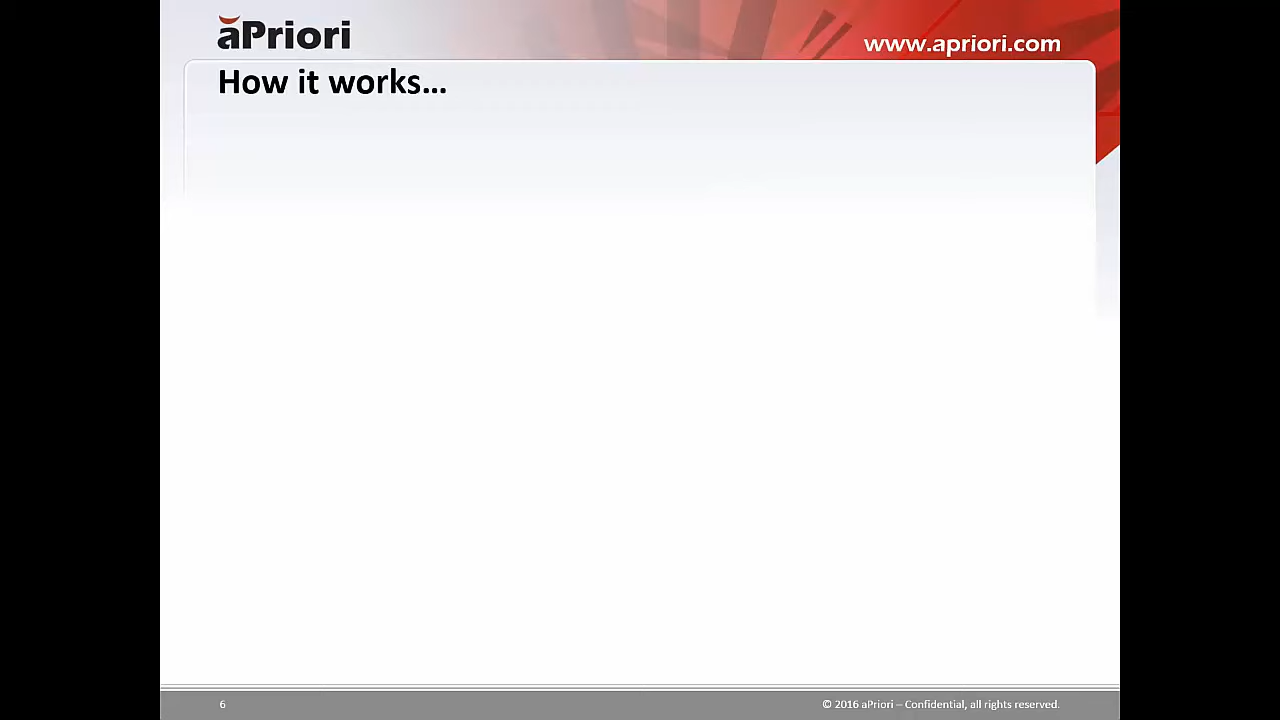 aPriori
www.apriori.com
How it works...
6
© 2016 aPriori – Confidential, all rights reserved.